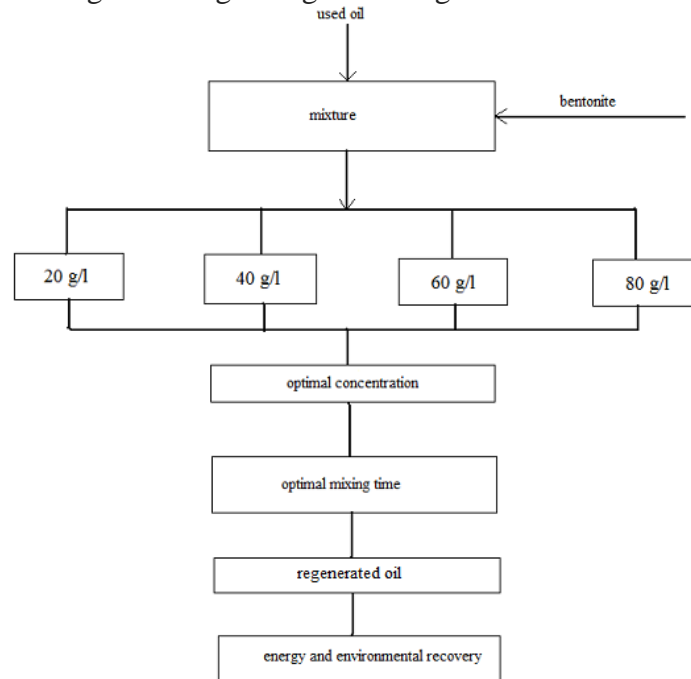 used oil
bentonite
mixture
20 g/l
40 g/l
60 g/l
80 g/l
optimal concentration
optimal mixing time
regenerated oil
energy and environmental recovery